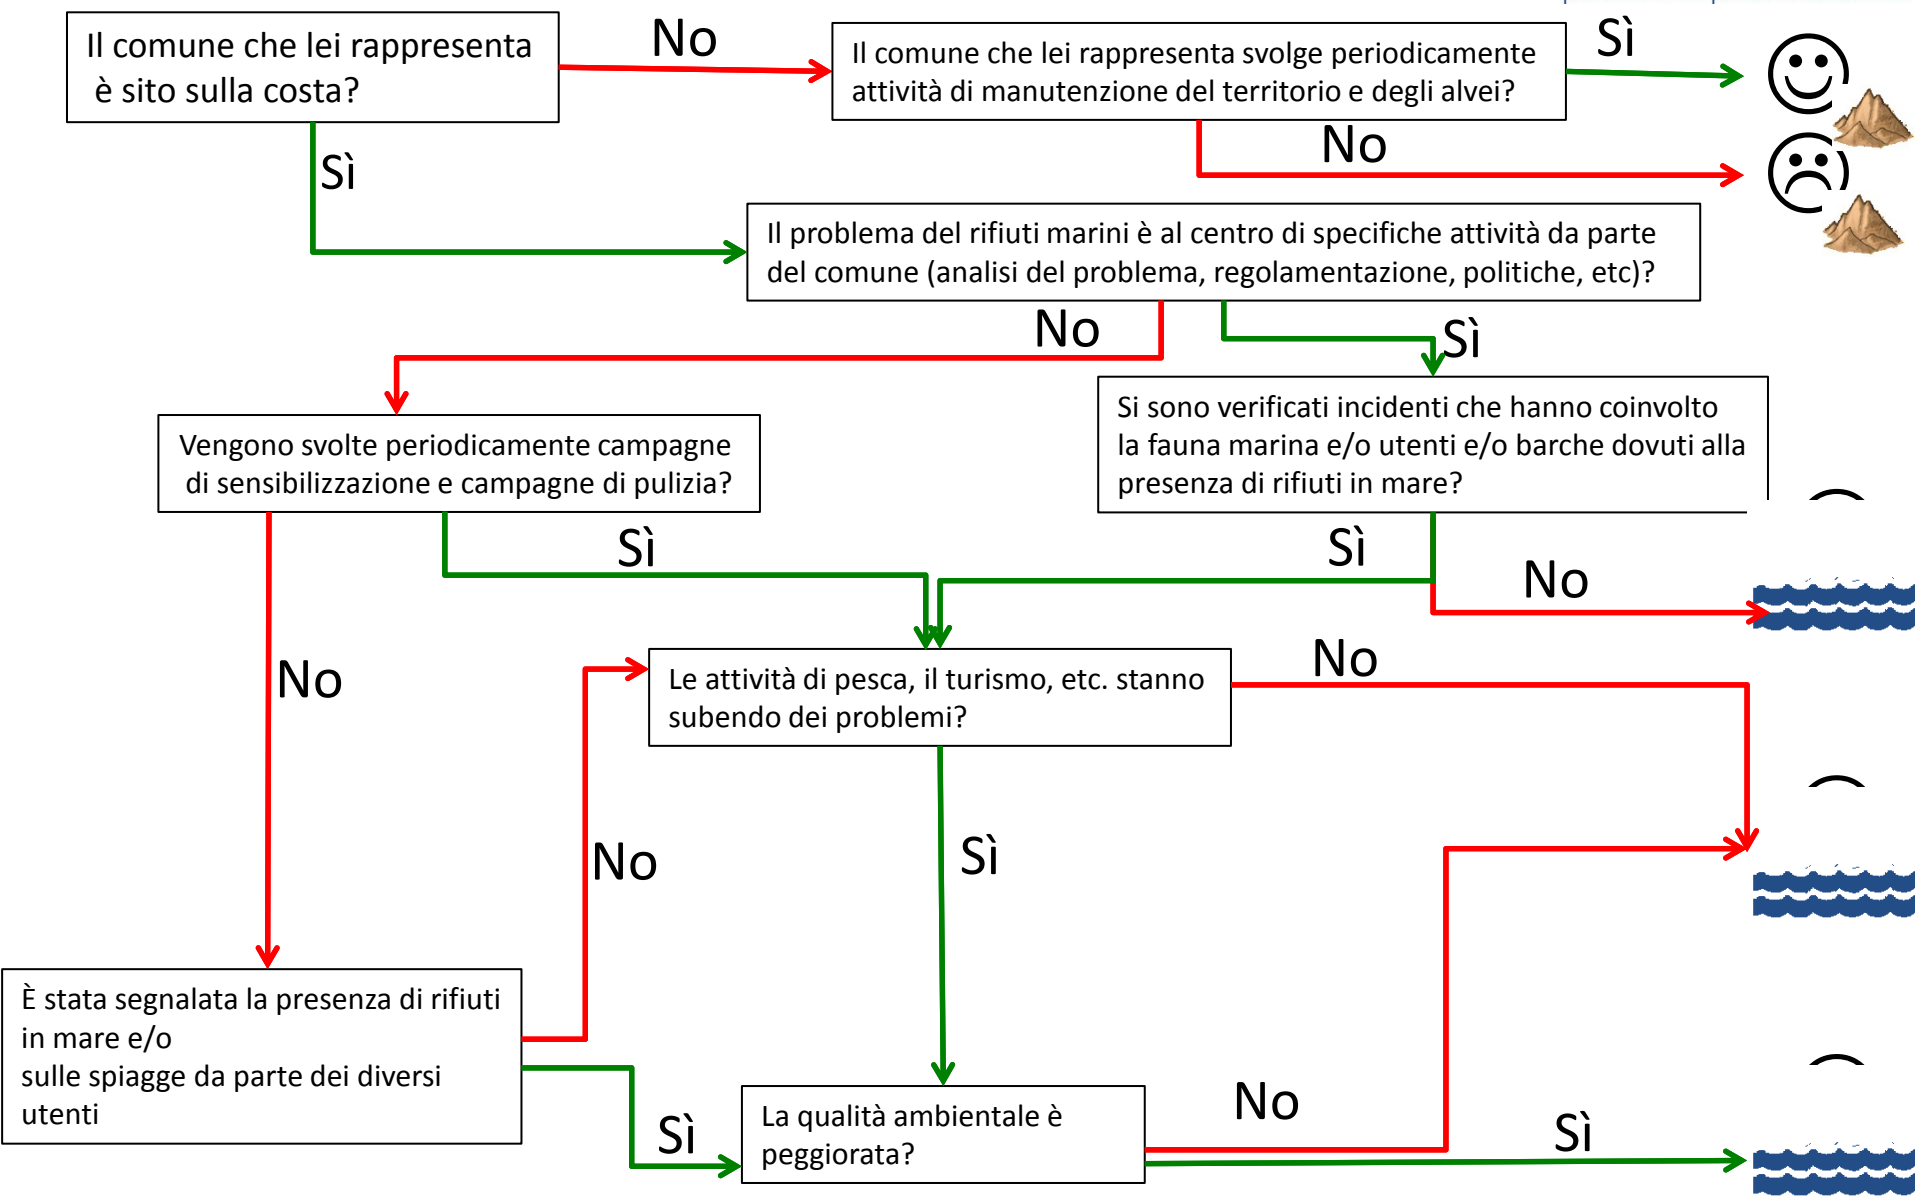 Il comune che lei rappresenta
è sito sulla costa?
No
Il comune che lei rappresenta svolge periodicamente
attività di manutenzione del territorio e degli alvei?
Sì
No
Sì
Il problema del rifiuti marini è al centro di specifiche attività da parte
del comune (analisi del problema, regolamentazione, politiche, etc)?
No
Sì
Vengono svolte periodicamente campagne
di sensibilizzazione e campagne di pulizia?
Si sono verificati incidenti che hanno coinvolto
la fauna marina e/o utenti e/o barche dovuti alla
presenza di rifiuti in mare?
Sì
Sì
No
No
Le attività di pesca, il turismo, etc. stanno
subendo dei problemi?
No
No
Sì
È stata segnalata la presenza di rifiuti
in mare e/o
sulle spiagge da parte dei diversi
utenti
Sì
La qualità ambientale è
peggiorata?
No
Sì